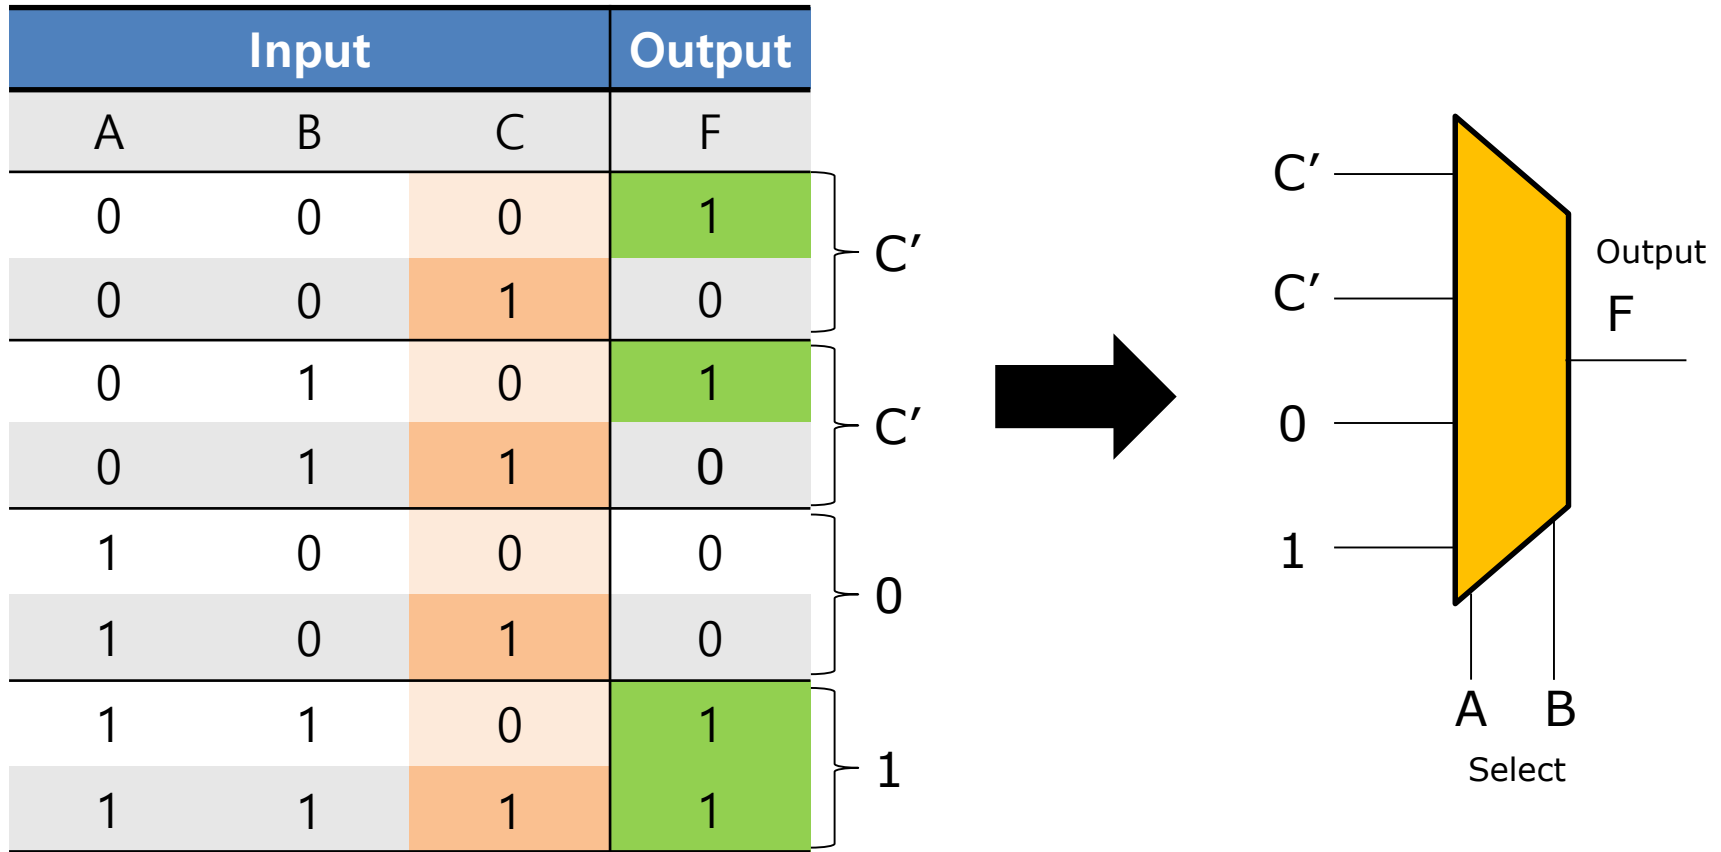 Input Output
A B C F
0 0 0 1
0 0 1 0
C′
0 1 0 1
0 1 1 0
C′
1 0 0 0
1 0 1 0
0
1 1 0 1
1 1 1 1
1
C′
C′
0
1
Output
F
A B
Select